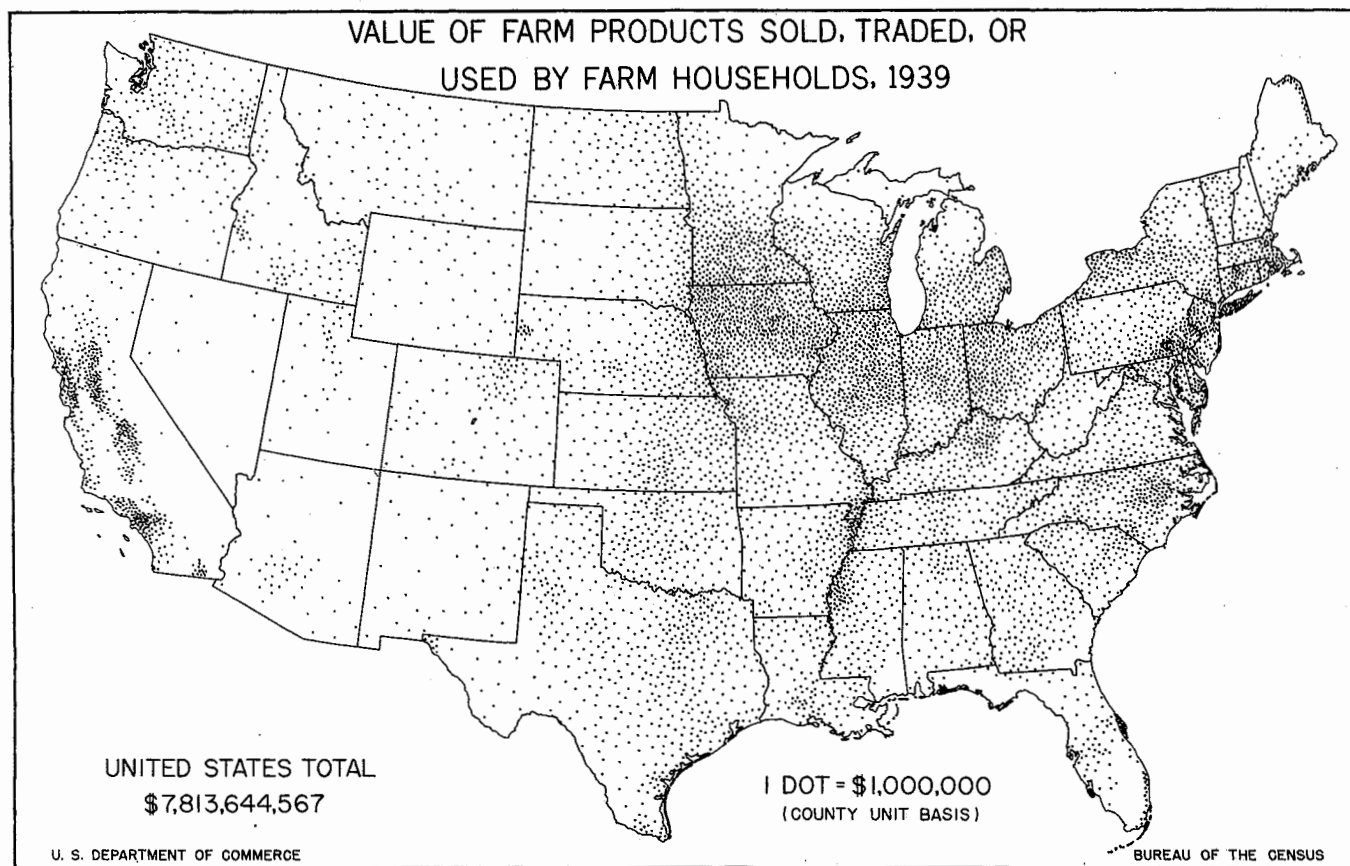 VALUE OF FARM PRODUCTS SOLD, TRADED, OR
USED BY FARM HOUSEHOLDS, 1939
UNITED STATES TOTAL
$7,813,644,567
1 DOT = $1,000,000
(COUNTY UNIT BASIS)
U. S. DEPARTMENT OF COMMERCE
BUREAU OF THE CENSUS